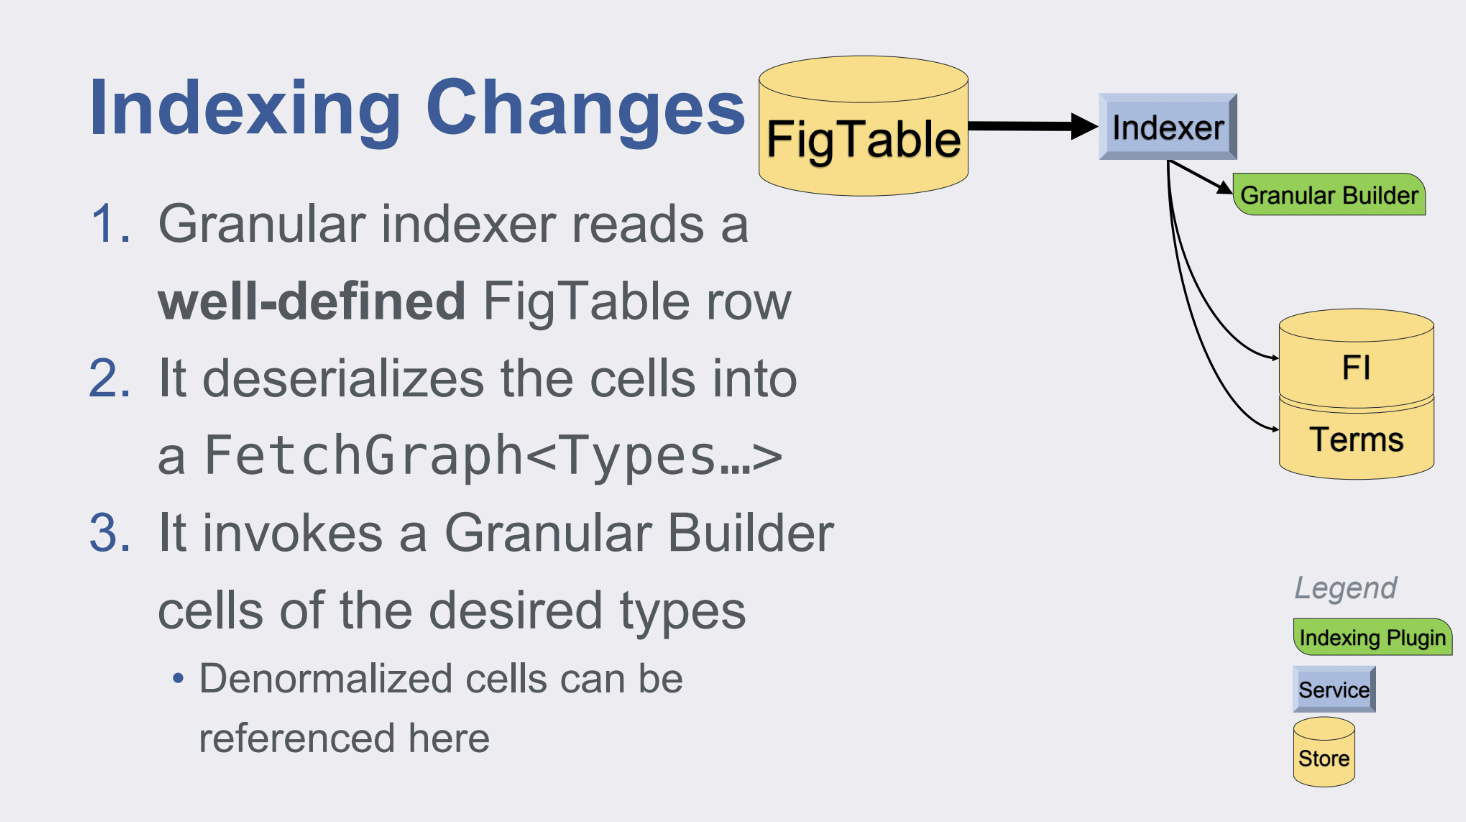 Indexing Changes
1. Granular indexer reads a
well-defined FigTable row
2. It deserializes the cells into
a FetchGraph<Types…>
3. It invokes a Granular Builder
cells of the desired types
• Denormalized cells can be
referenced here
FigTable
Indexer
Granular Builder
FI
Terms
Legend
Indexing Plugin
Service
Store